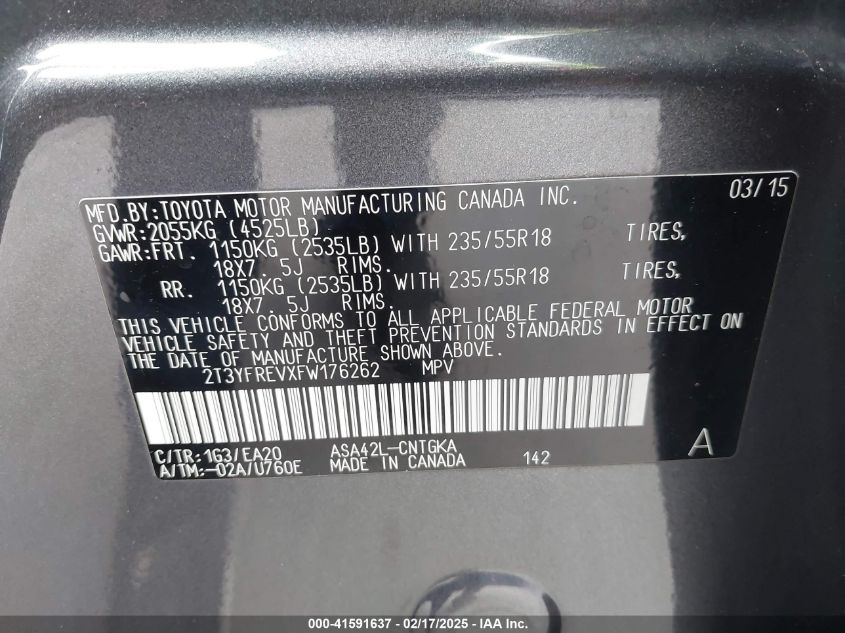 03/15
MFD.BY:TOYOTA MOTOR MANUFACTURING CANADA INC.
GVWR:2055KG (4525LB)
GAWR:FRT. 1150KG (2535LB) WITH 235/55R18 TIRES,
18X7.5J RIMS.
RR. 1150KG (2535LB) WITH 235/55R18 TIRES,
18X7.5J RIMS.
THIS VEHICLE CONFORMS TO ALL APPLICABLE FEDERAL MOTOR
VEHICLE SAFETY AND THEFT PREVENTION STANDARDS IN EFFECT ON
THE DATE OF MANUFACTURE SHOWN ABOVE.
2T3YFREVXFW176262 MPV
C/TR:1G3/EA20 ASA42L-CNTGKA A
A/TM:-02A/U760E MADE IN CANADA 142
000-41591637 - 02/17/2025 - IAA Inc.